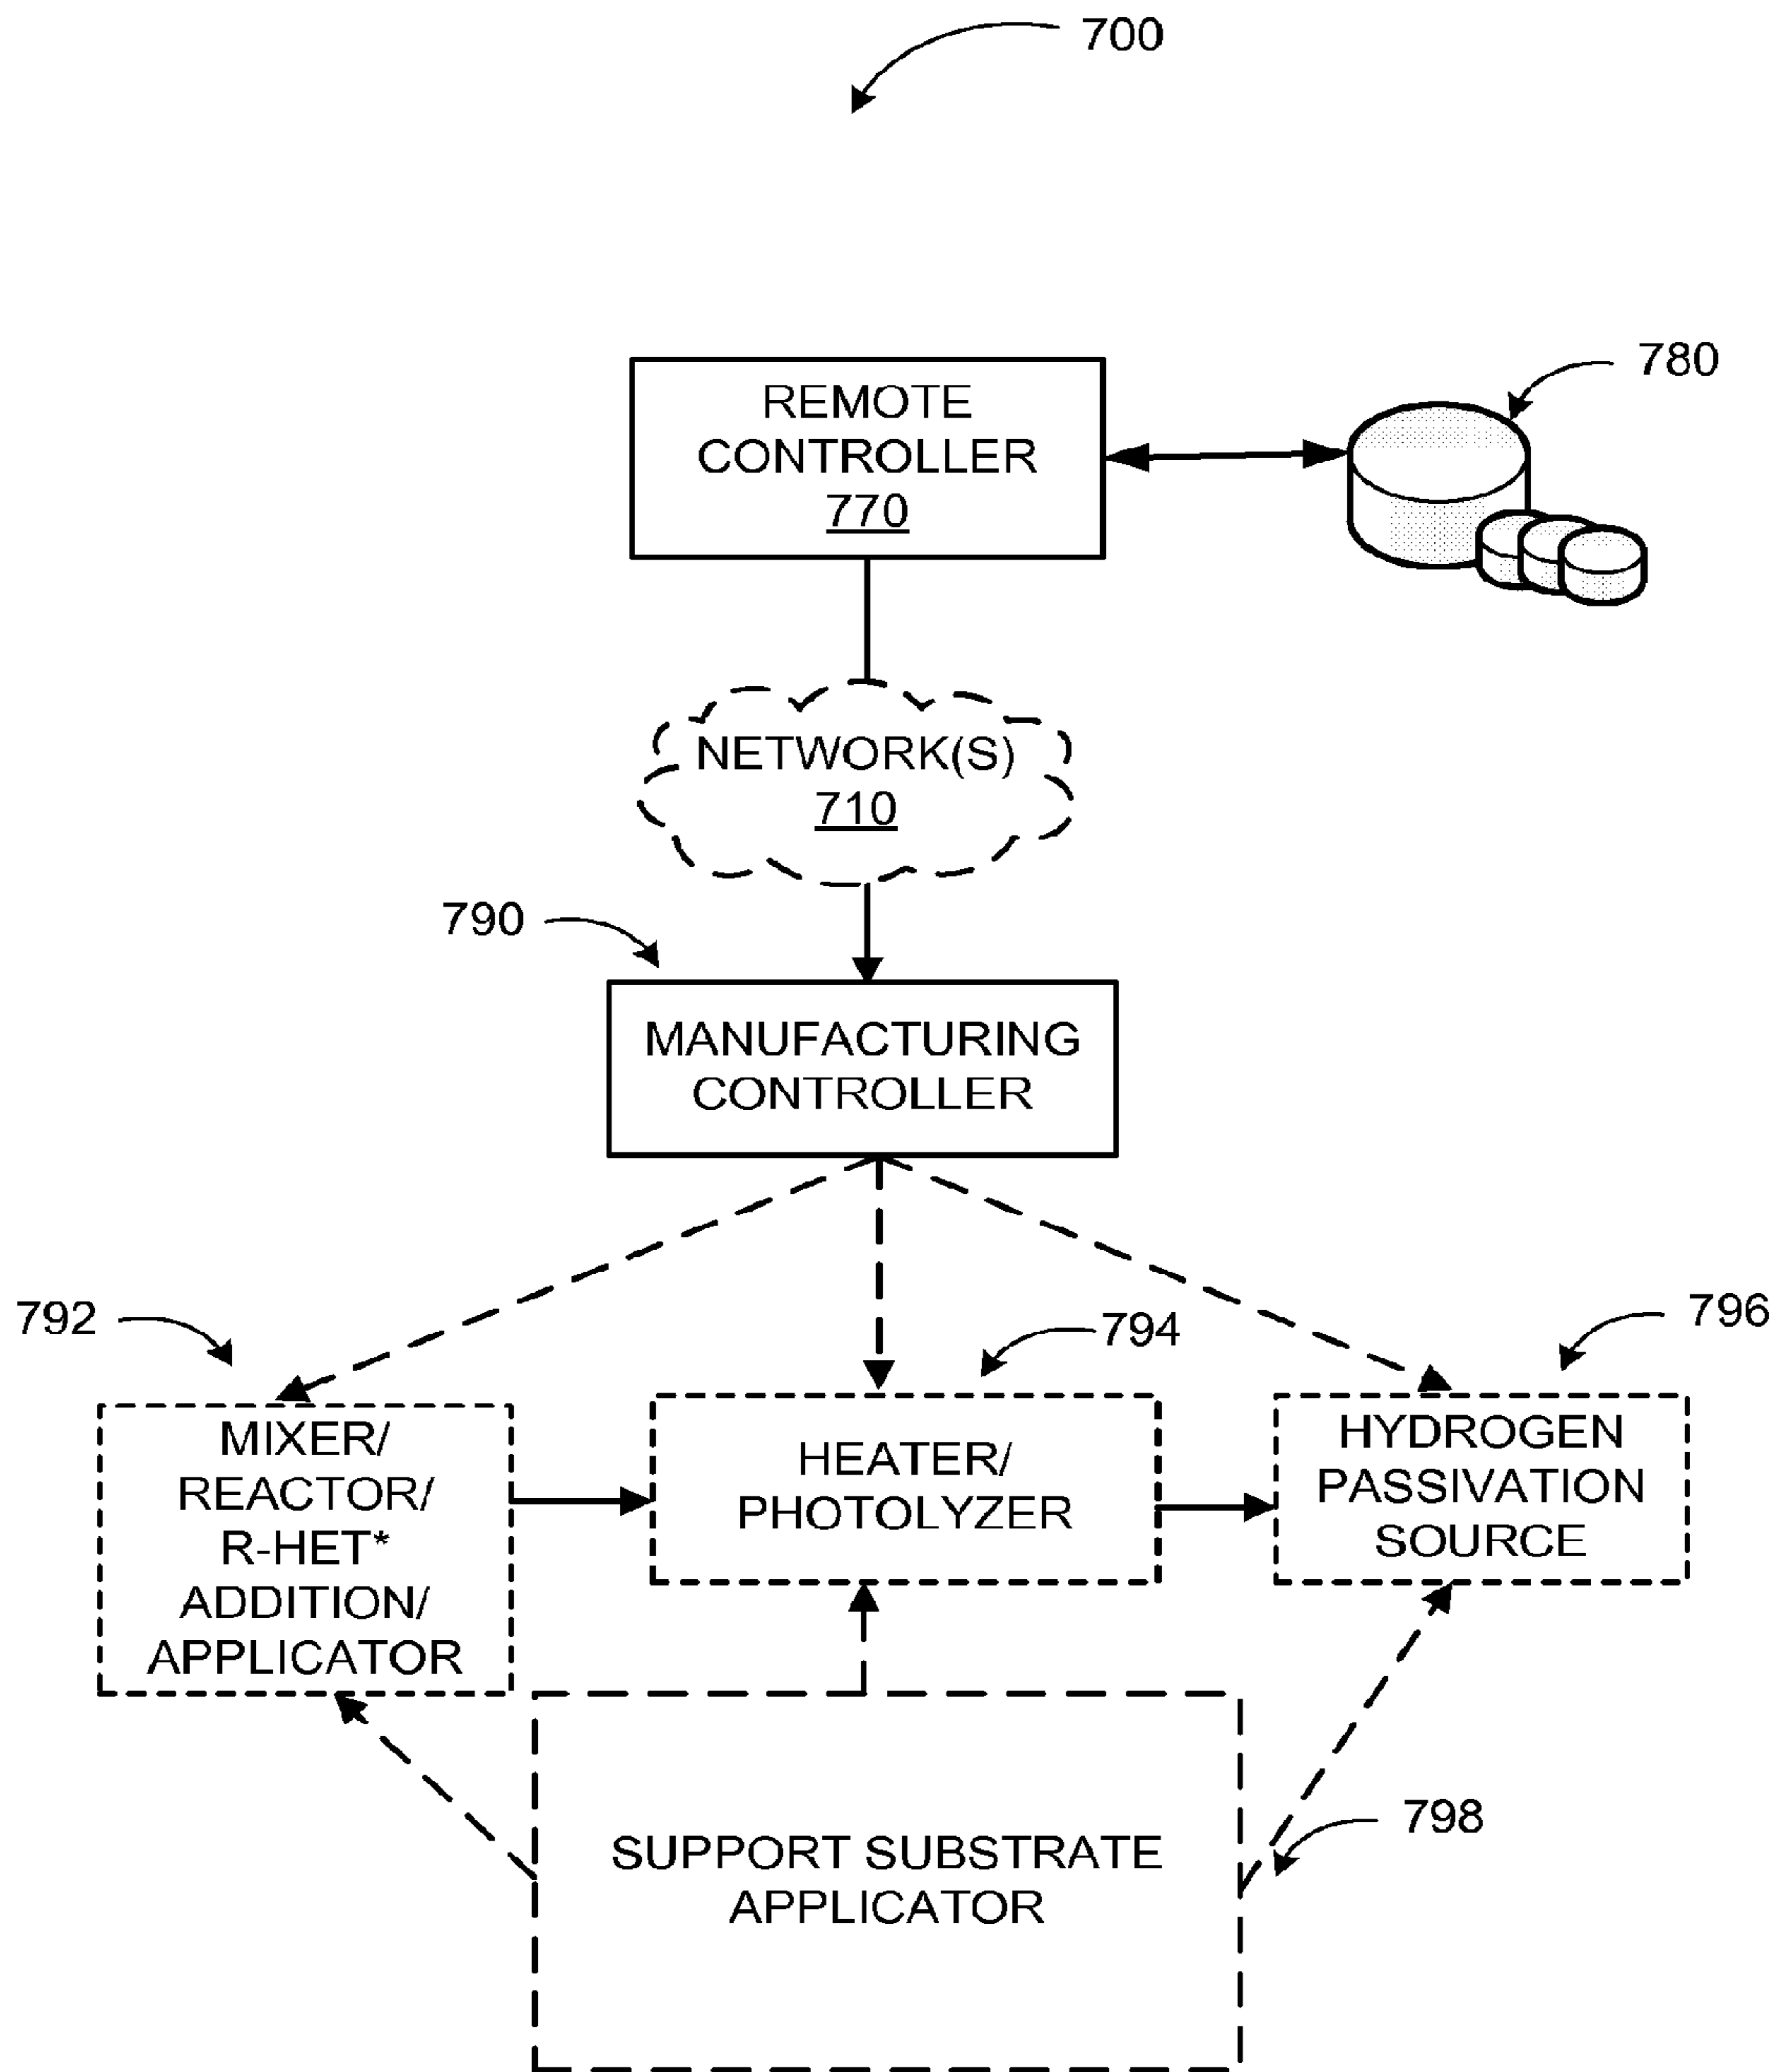 700
780
REMOTE
CONTROLLER
770
NETWORK(S)
710
790
MANUFACTURING
CONTROLLER
792
794
796
MIXER/
REACTOR/
R-HET*
ADDITION/
APPLICATOR
HEATER/
PHOTOLYZER
HYDROGEN
PASSIVATION
SOURCE
798
SUPPORT SUBSTRATE
APPLICATOR